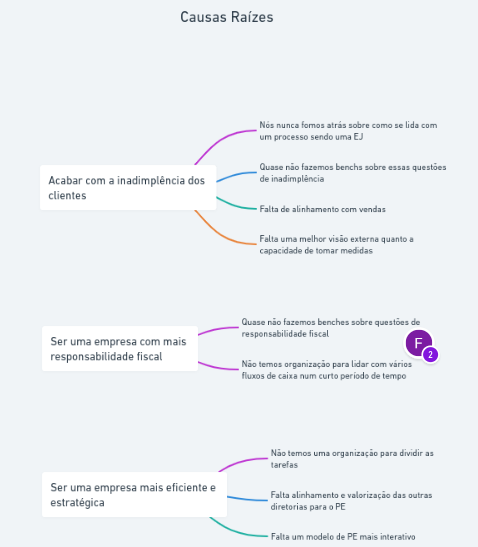 Causas Raízes
Nós nunca fomos atrás sobre como se lida com
um processo sendo uma EJ
Quase não fazemos benchs sobre essas questões
de inadimplência
Acabar com a inadimplência dos
clientes
Falta de alinhamento com vendas
Falta uma melhor visão externa quanto a
capacidade de tomar medidas
Quase não fazemos benches sobre questões de
responsabilidade fiscal
Ser uma empresa com mais
responsabilidade fiscal
F
2
Não temos organização para lidar com vários
fluxos de caixa num curto período de tempo
Não temos uma organização para dividir as
tarefas
Ser uma empresa mais eficiente e
estratégica
Falta alinhamento e valorização das outras
diretorias para o PE
Falta um modelo de PE mais interativo